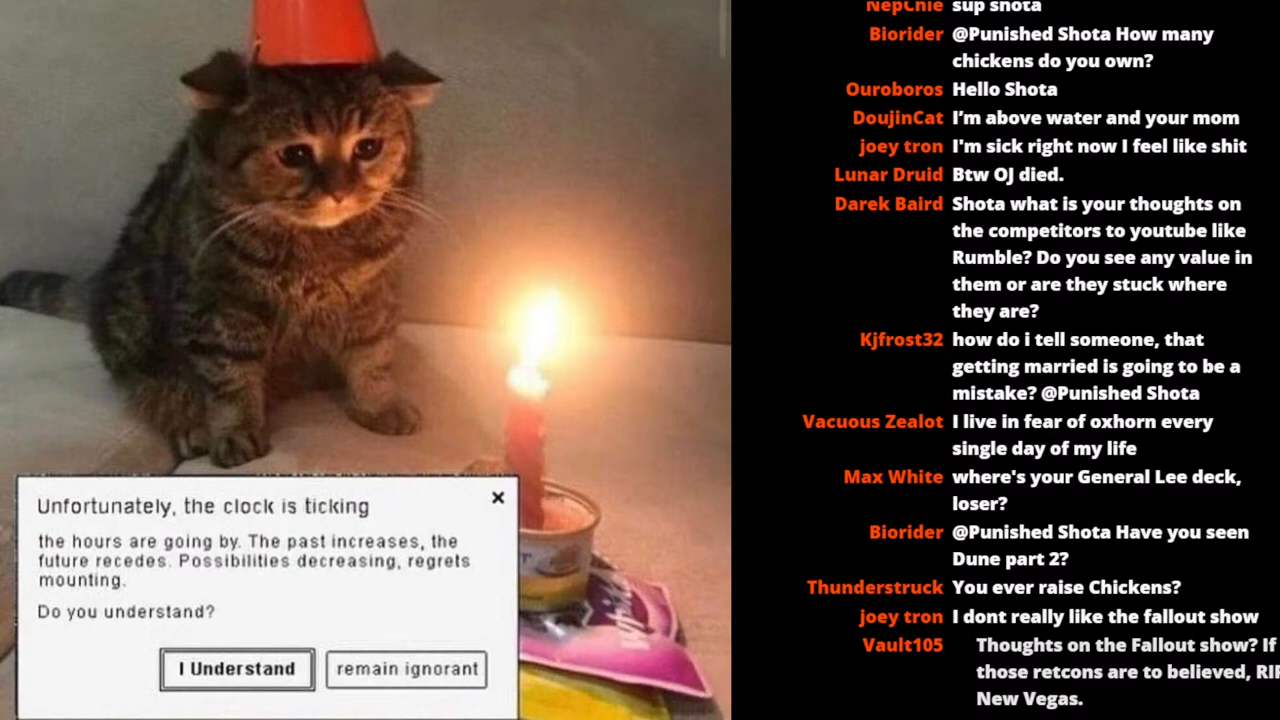 Unfortunately, the clock is ticking
the hours are going by. The past increases, the
future recedes. Possibilities decreasing, regrets
mounting.
Do you understand?
I Understand
remain ignorant
NepChie sup shota
Biorider @Punished Shota How many
chickens do you own?
Ouroboros Hello Shota
DoujinCat I'm above water and your mom
joey tron I'm sick right now I feel like shit
Lunar Druid Btw OJ died.
Darek Baird Shota what is your thoughts on
the competitors to youtube like
Rumble? Do you see any value in
them or are they stuck where
they are?
Kjfrost32 how do i tell someone, that
getting married is going to be a
mistake? @Punished Shota
Vacuous Zealot I live in fear of oxhorn every
single day of my life
Max White where's your General Lee deck,
loser?
Biorider @Punished Shota Have you seen
Dune part 2?
Thunderstruck You ever raise Chickens?
joey tron I dont really like the fallout show
Vault105 Thoughts on the Fallout show? If
those retcons are to believed, RIP
New Vegas.